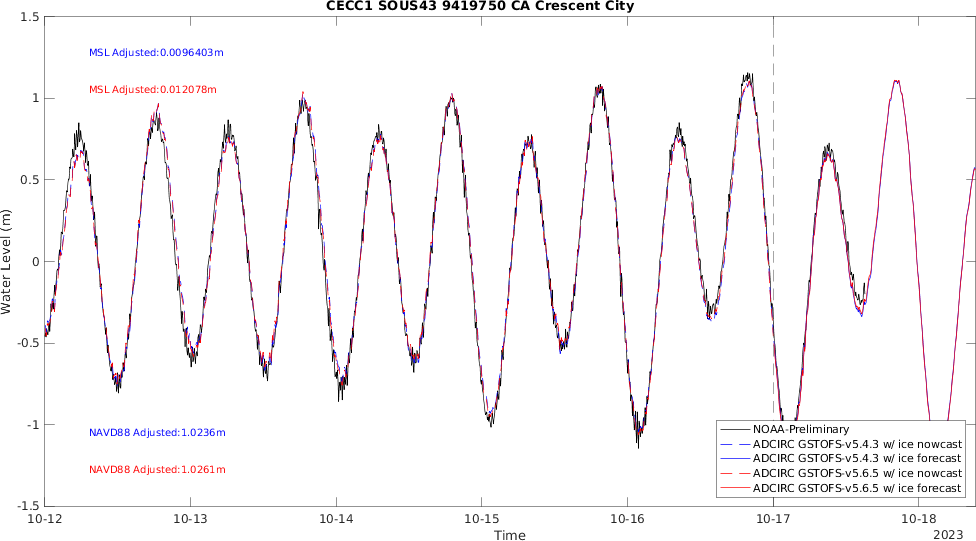 CECC1 SOUS43 9419750 CA Crescent City
1.5
MSL Adjusted:0.0096403m
MSL Adjusted:0.012078m
1
0.5
Water Level (m)
0
-0.5
-1
NAVD88 Adjusted:1.0236m
NAVD88 Adjusted:1.0261m
NOAA-Preliminary
ADCIRC GSTOFS-v5.4.3 w/ ice nowcast
ADCIRC GSTOFS-v5.4.3 w/ ice forecast
ADCIRC GSTOFS-v5.6.5 w/ ice nowcast
ADCIRC GSTOFS-v5.6.5 w/ ice forecast
-1.5
10-12 10-13 10-14 10-15 10-16 10-17 10-18
Time
2023